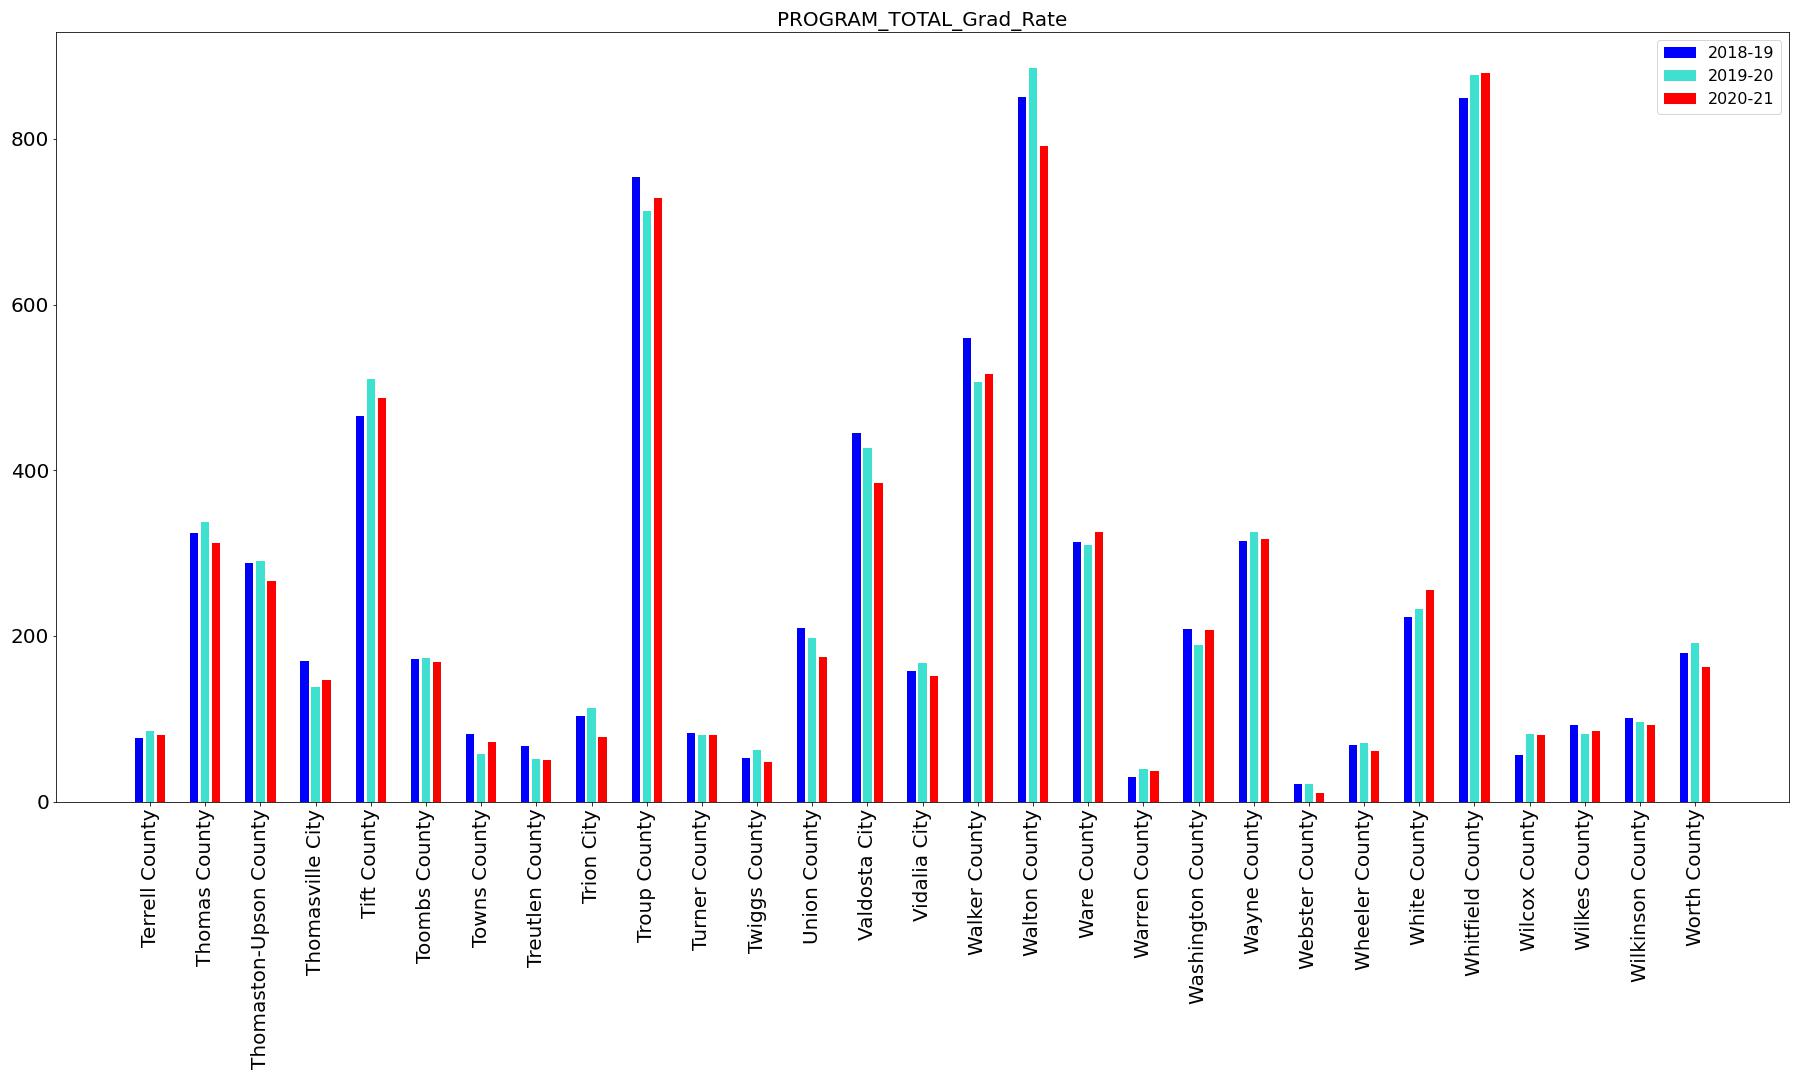 PROGRAM_TOTAL_Grad_Rate
2018-19
2019-20
2020-21
800
600
400
200
0
Terrell County
Thomas County
Thomaston-Upson County
Thomasville City
Tift County
Toombs County
Towns County
Treutlen County
Trion City
Troup County
Turner County
Twiggs County
Union County
Valdosta City
Vidalia City
Walker County
Walton County
Ware County
Warren County
Washington County
Wayne County
Webster County
Wheeler County
White County
Whitfield County
Wilcox County
Wilkes County
Wilkinson County
Worth County